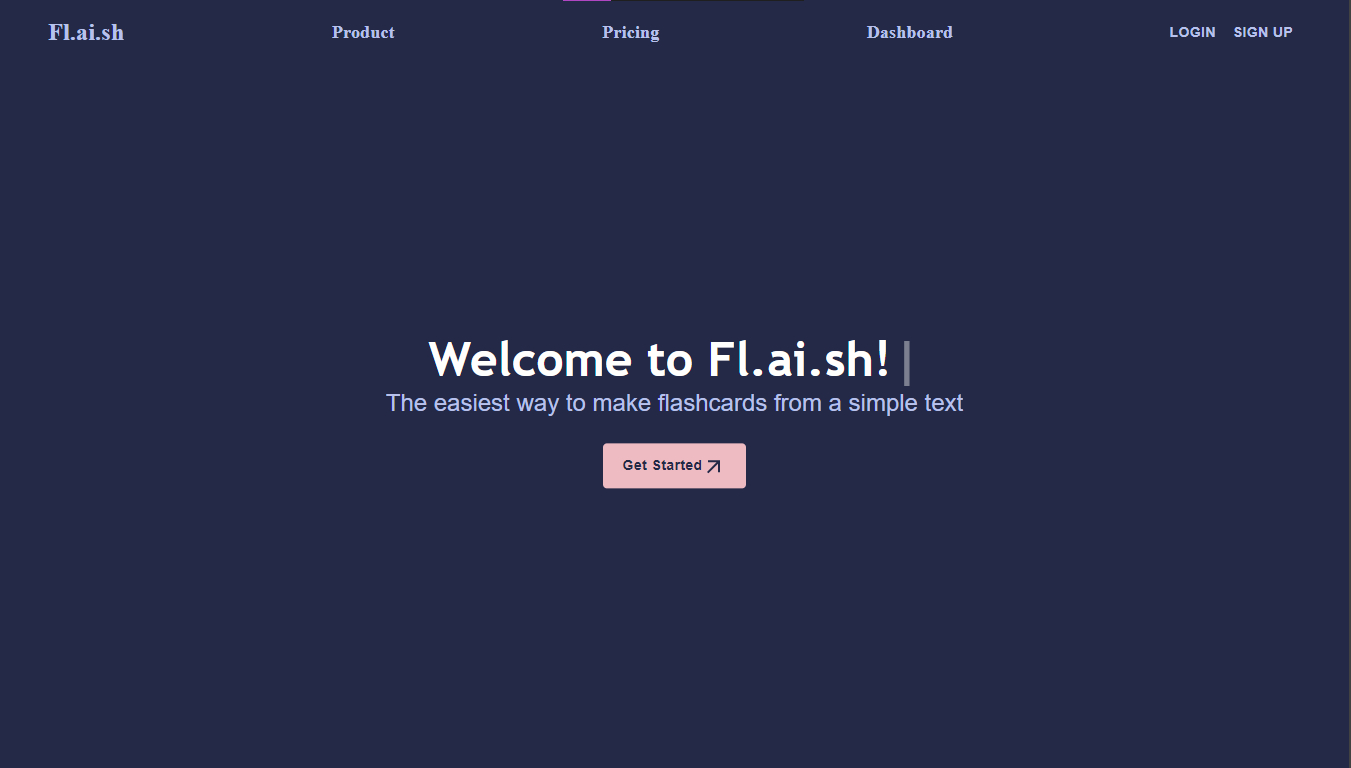 Fl.ai.sh Product Pricing Dashboard LOGIN SIGN UP
Welcome to Fl.ai.sh! |
The easiest way to make flashcards from a simple text
Get Started